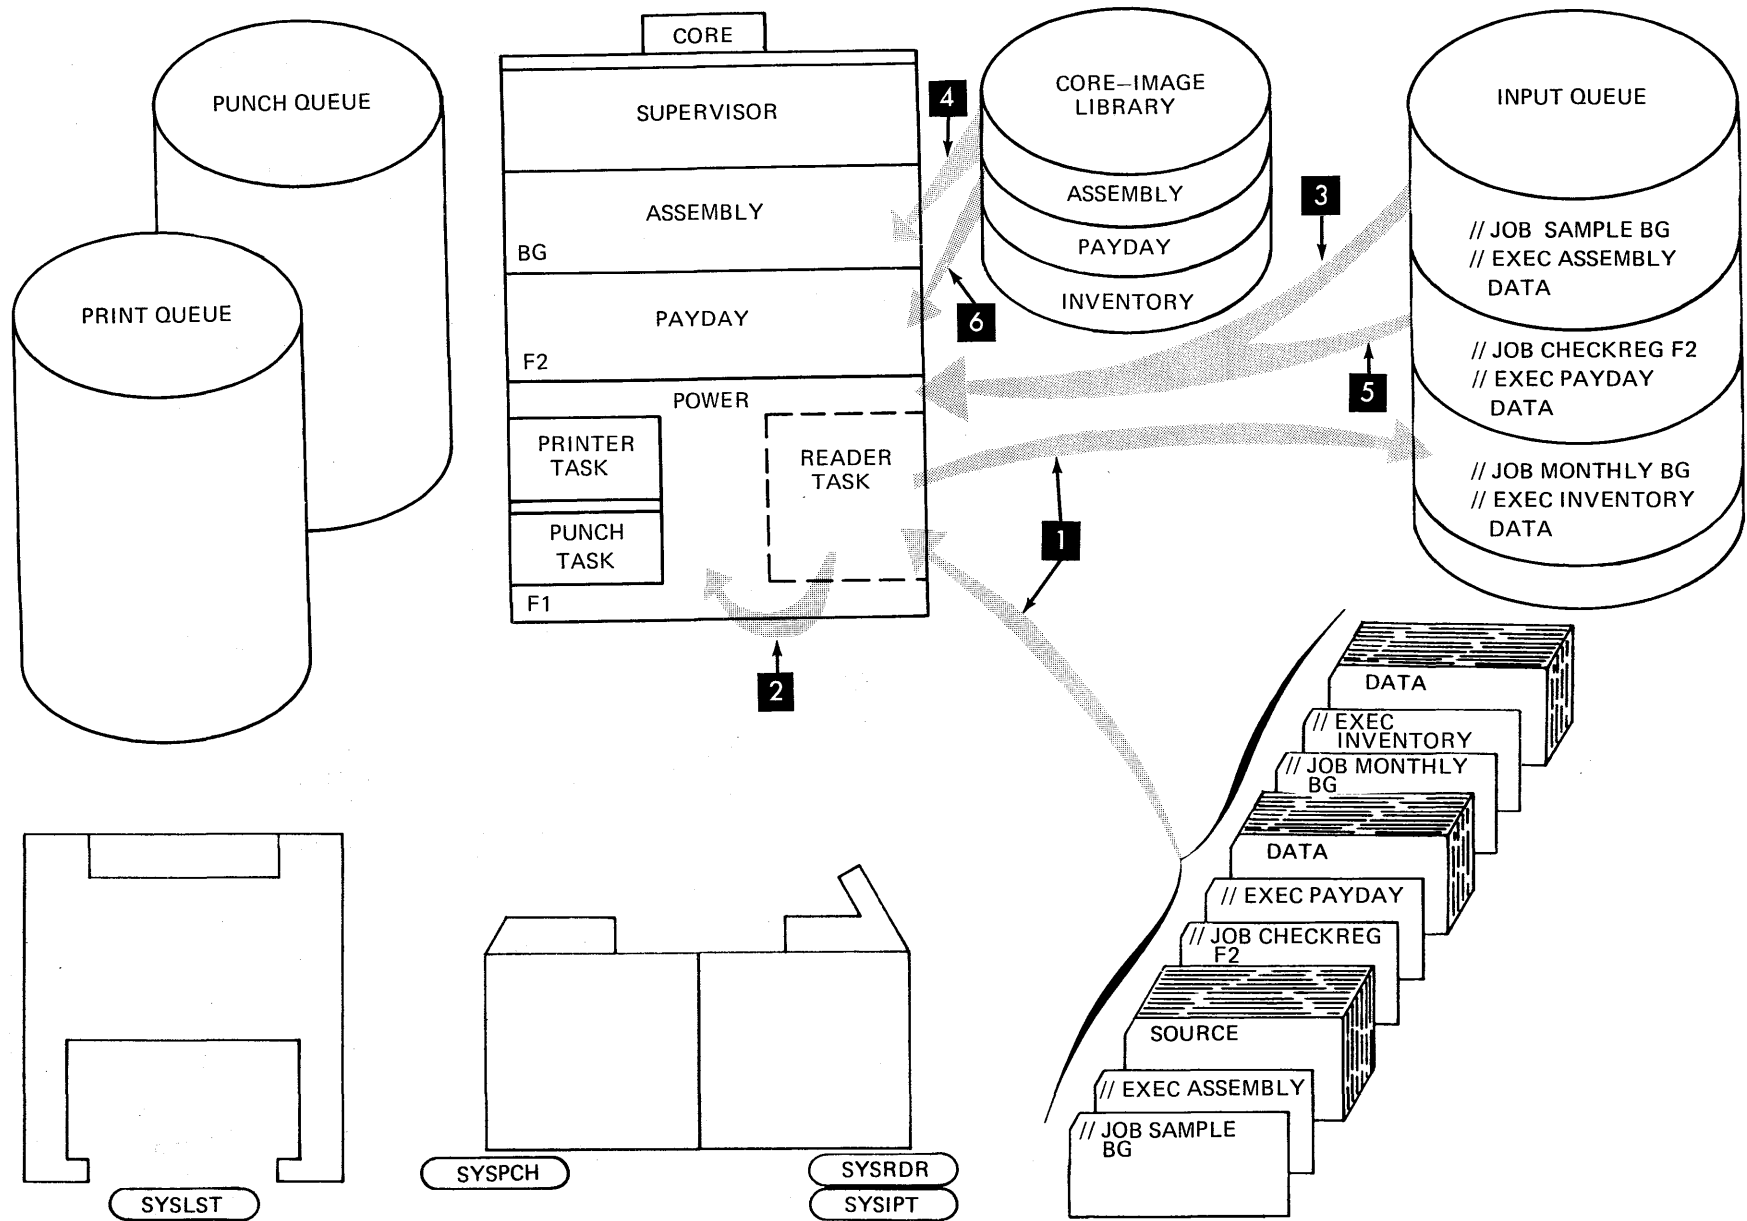 PUNCH QUEUE
PRINT QUEUE
CORE
SUPERVISOR
ASSEMBLY
BG
PAYDAY
F2
POWER
PRINTER
TASK
PUNCH
TASK
READER
TASK
F1
4
6
3
5
1
2
CORE–IMAGE
LIBRARY
ASSEMBLY
PAYDAY
INVENTORY
INPUT QUEUE
// JOB SAMPLE BG
// EXEC ASSEMBLY
DATA
// JOB CHECKREG F2
// EXEC PAYDAY
DATA
// JOB MONTHLY BG
// EXEC INVENTORY
DATA
DATA
// EXEC
INVENTORY
// JOB MONTHLY
BG
DATA
// EXEC PAYDAY
// JOB CHECKREG
F2
SOURCE
// EXEC ASSEMBLY
// JOB SAMPLE
BG
SYSLST
SYSPCH
SYSRDR
SYSIPT